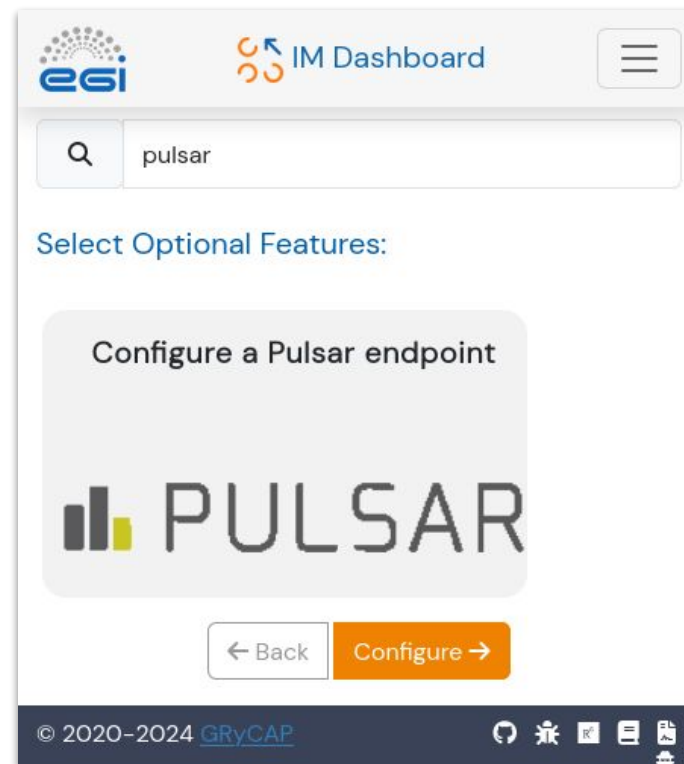 egi
IM Dashboard
pulsar
Select Optional Features:
Configure a Pulsar endpoint
PULSAR
← Back
Configure →
© 2020-2024 GRyCAP